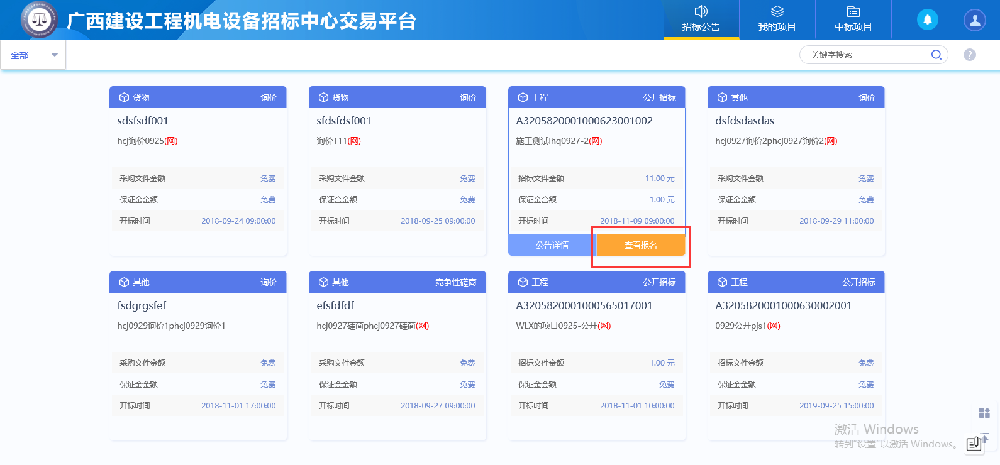 广西建设工程机电设备招标中心交易平台
招标公告
我的项目
中标项目
全部
关键字搜索
?
货物 询价
sdsfsdf001
hcj询价0925(网)
采购文件金额 免费
保证金金额 免费
开标时间 2018-09-24 09:00:00
货物 询价
sfdsfdsf001
询价111(网)
采购文件金额 免费
保证金金额 免费
开标时间 2018-09-25 09:00:00
工程 公开招标
A3205820001000623001002
施工测试lhq0927-2(网)
招标文件金额 11.00 元
保证金金额 1.00 元
开标时间 2018-11-09 09:00:00
公告详情 查看报名
其他 询价
dsfdsdasdas
hcj0927询价2phcj0927询价2(网)
采购文件金额 免费
保证金金额 免费
开标时间 2018-09-29 11:00:00
其他 询价
fsdgrgsfef
hcj0929询价1phcj0929询价1
采购文件金额 免费
保证金金额 免费
开标时间 2018-11-01 17:00:00
其他 竞争性磋商
efsfdfdf
hcj0927磋商phcj0927磋商(网)
采购文件金额 免费
保证金金额 免费
开标时间 2018-09-27 09:00:00
工程 公开招标
A3205820001000565017001
WLX的项目0925-公开(网)
招标文件金额 1.00 元
保证金金额 免费
开标时间 2018-11-01 10:00:00
工程 公开招标
A3205820001000630002001
0929公开pjs1(网)
招标文件金额 免费
保证金金额 免费
开标时间 2019-09-25 15:00:00
激活 Windows
转到"设置"以激活 Windows。